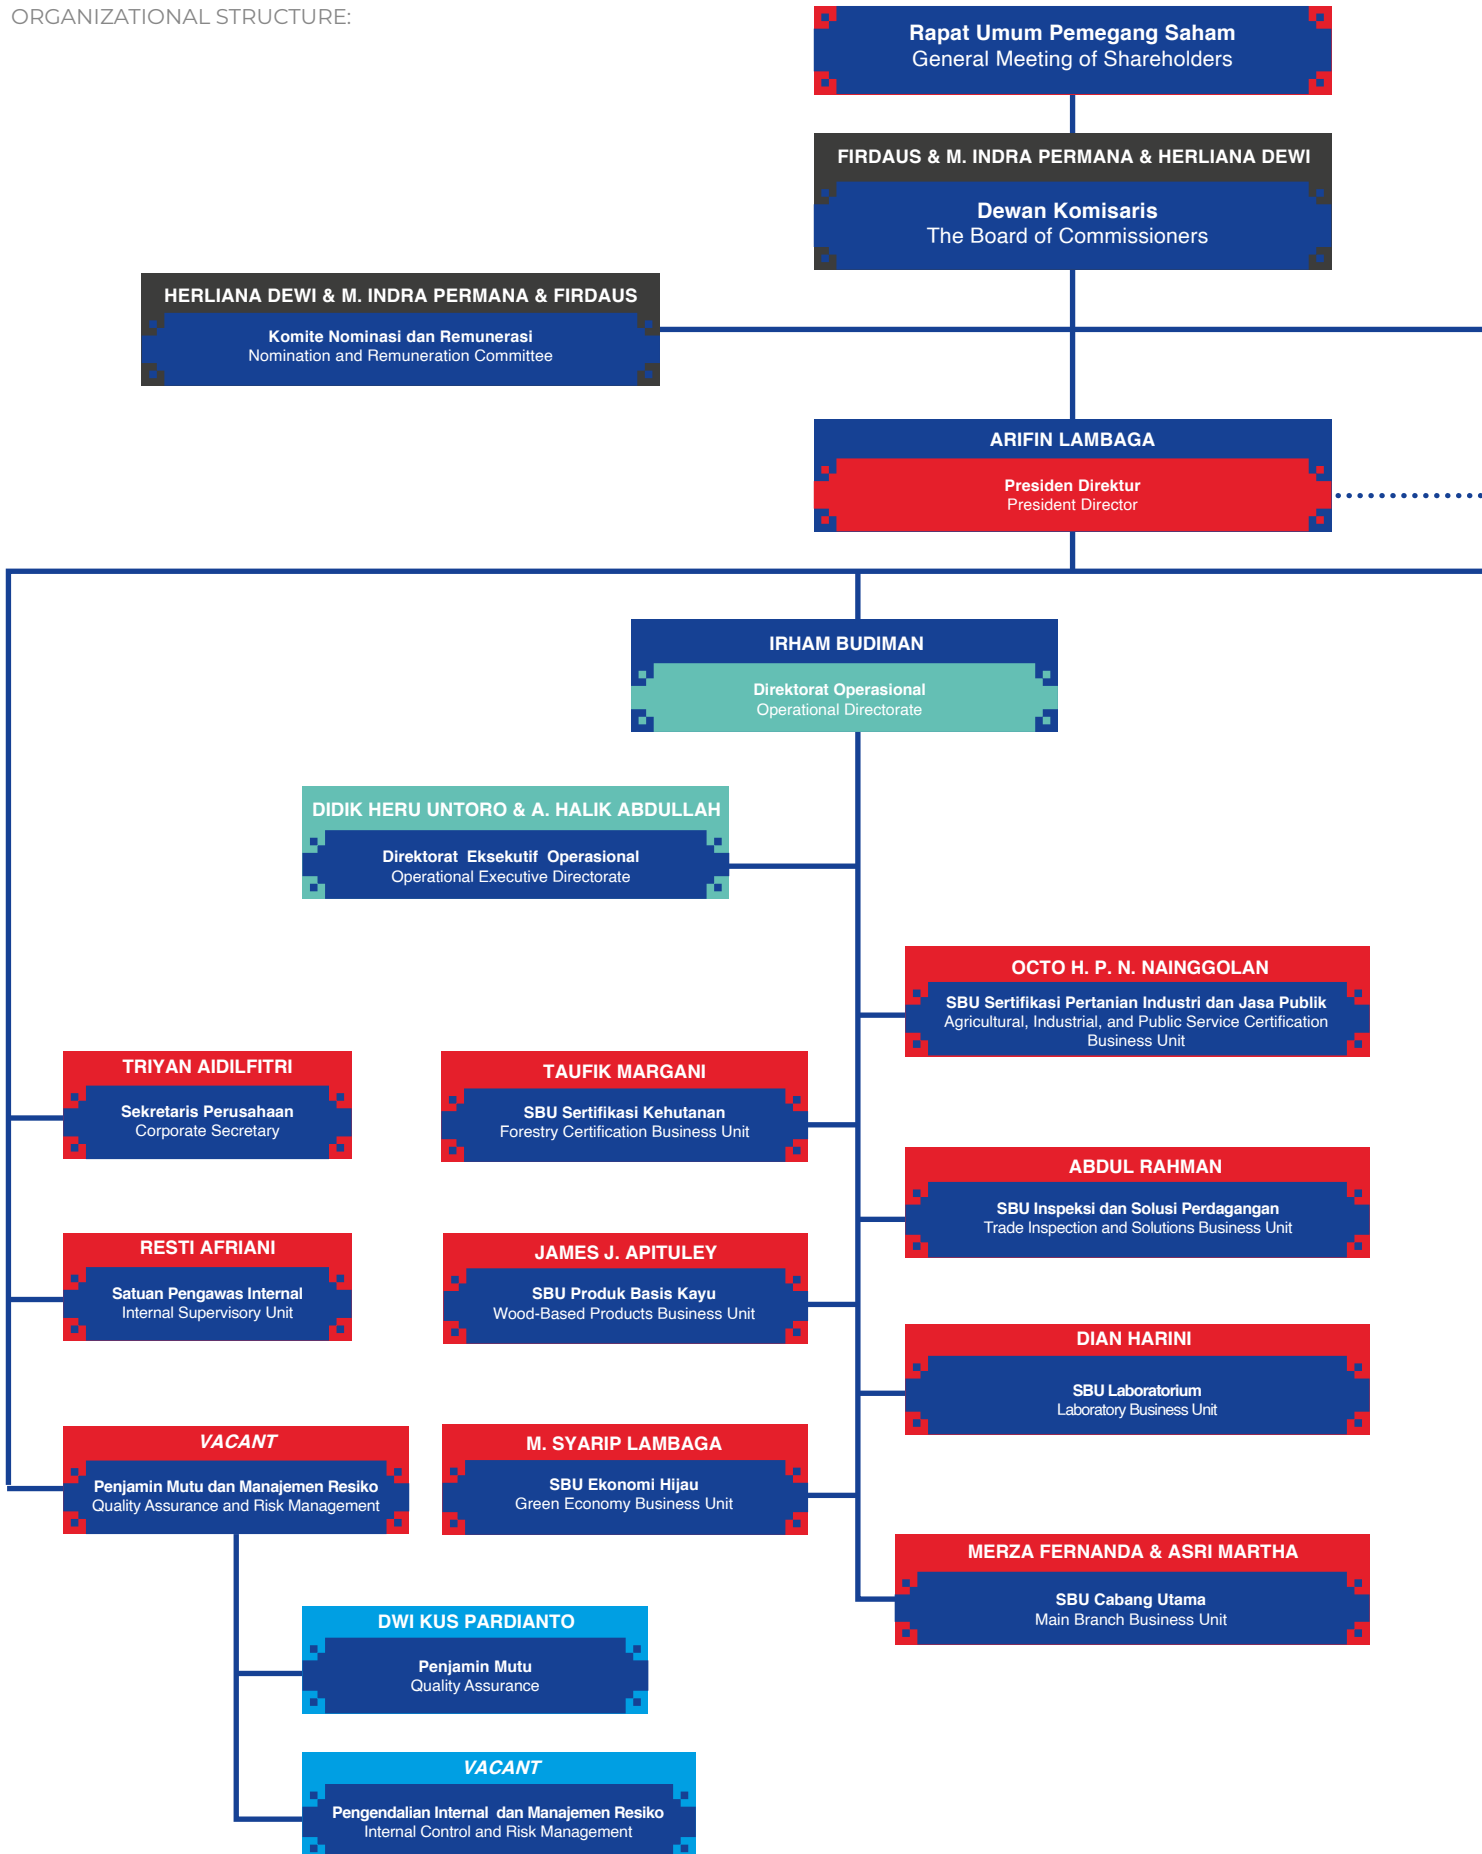 ORGANIZATIONAL STRUCTURE:
Rapat Umum Pemegang Saham
General Meeting of Shareholders
FIRDAUS & M. INDRA PERMANA & HERLIANA DEWI
Dewan Komisaris
The Board of Commissioners
HERLIANA DEWI & M. INDRA PERMANA & FIRDAUS
Komite Nominasi dan Remunerasi
Nomination and Remuneration Committee
ARIFIN LAMBAGA
Presiden Direktur
President Director
IRHAM BUDIMAN
Direktorat Operasional
Operational Directorate
DIDIK HERU UNTORO & A. HALIK ABDULLAH
Direktorat Eksekutif Operasional
Operational Executive Directorate
OCTO H. P. N. NAINGGOLAN
SBU Sertifikasi Pertanian Industri dan Jasa Publik
Agricultural, Industrial, and Public Service Certification
Business Unit
TRIYAN AIDILFITRI
Sekretaris Perusahaan
Corporate Secretary
TAUFIK MARGANI
SBU Sertifikasi Kehutanan
Forestry Certification Business Unit
ABDUL RAHMAN
SBU Inspeksi dan Solusi Perdagangan
Trade Inspection and Solutions Business Unit
RESTI AFRIANI
Satuan Pengawas Internal
Internal Supervisory Unit
JAMES J. APITULEY
SBU Produk Basis Kayu
Wood-Based Products Business Unit
DIAN HARINI
SBU Laboratorium
Laboratory Business Unit
VACANT
Penjamin Mutu dan Manajemen Resiko
Quality Assurance and Risk Management
M. SYARIP LAMBAGA
SBU Ekonomi Hijau
Green Economy Business Unit
MERZA FERNANDA & ASRI MARTHA
SBU Cabang Utama
Main Branch Business Unit
DWI KUS PARDIANTO
Penjamin Mutu
Quality Assurance
VACANT
Pengendalian Internal dan Manajemen Resiko
Internal Control and Risk Management